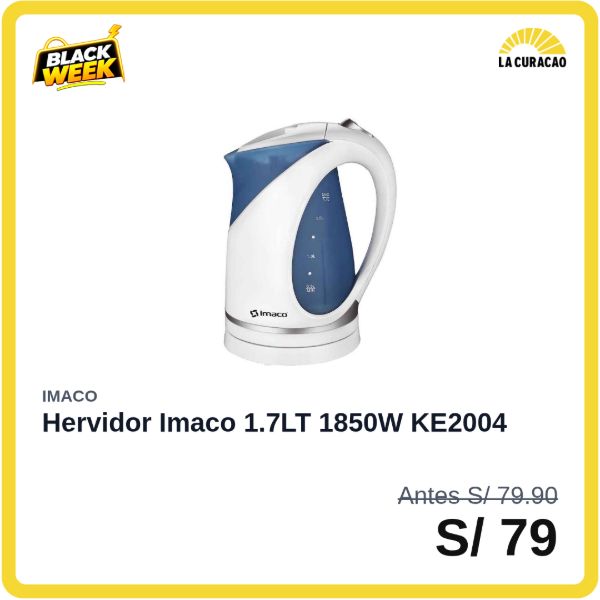 BLACK
WEEK
LA CURACAO
imaco
IMACO
Hervidor Imaco 1.7LT 1850W KE2004
Antes S/ 79.90
S/ 79